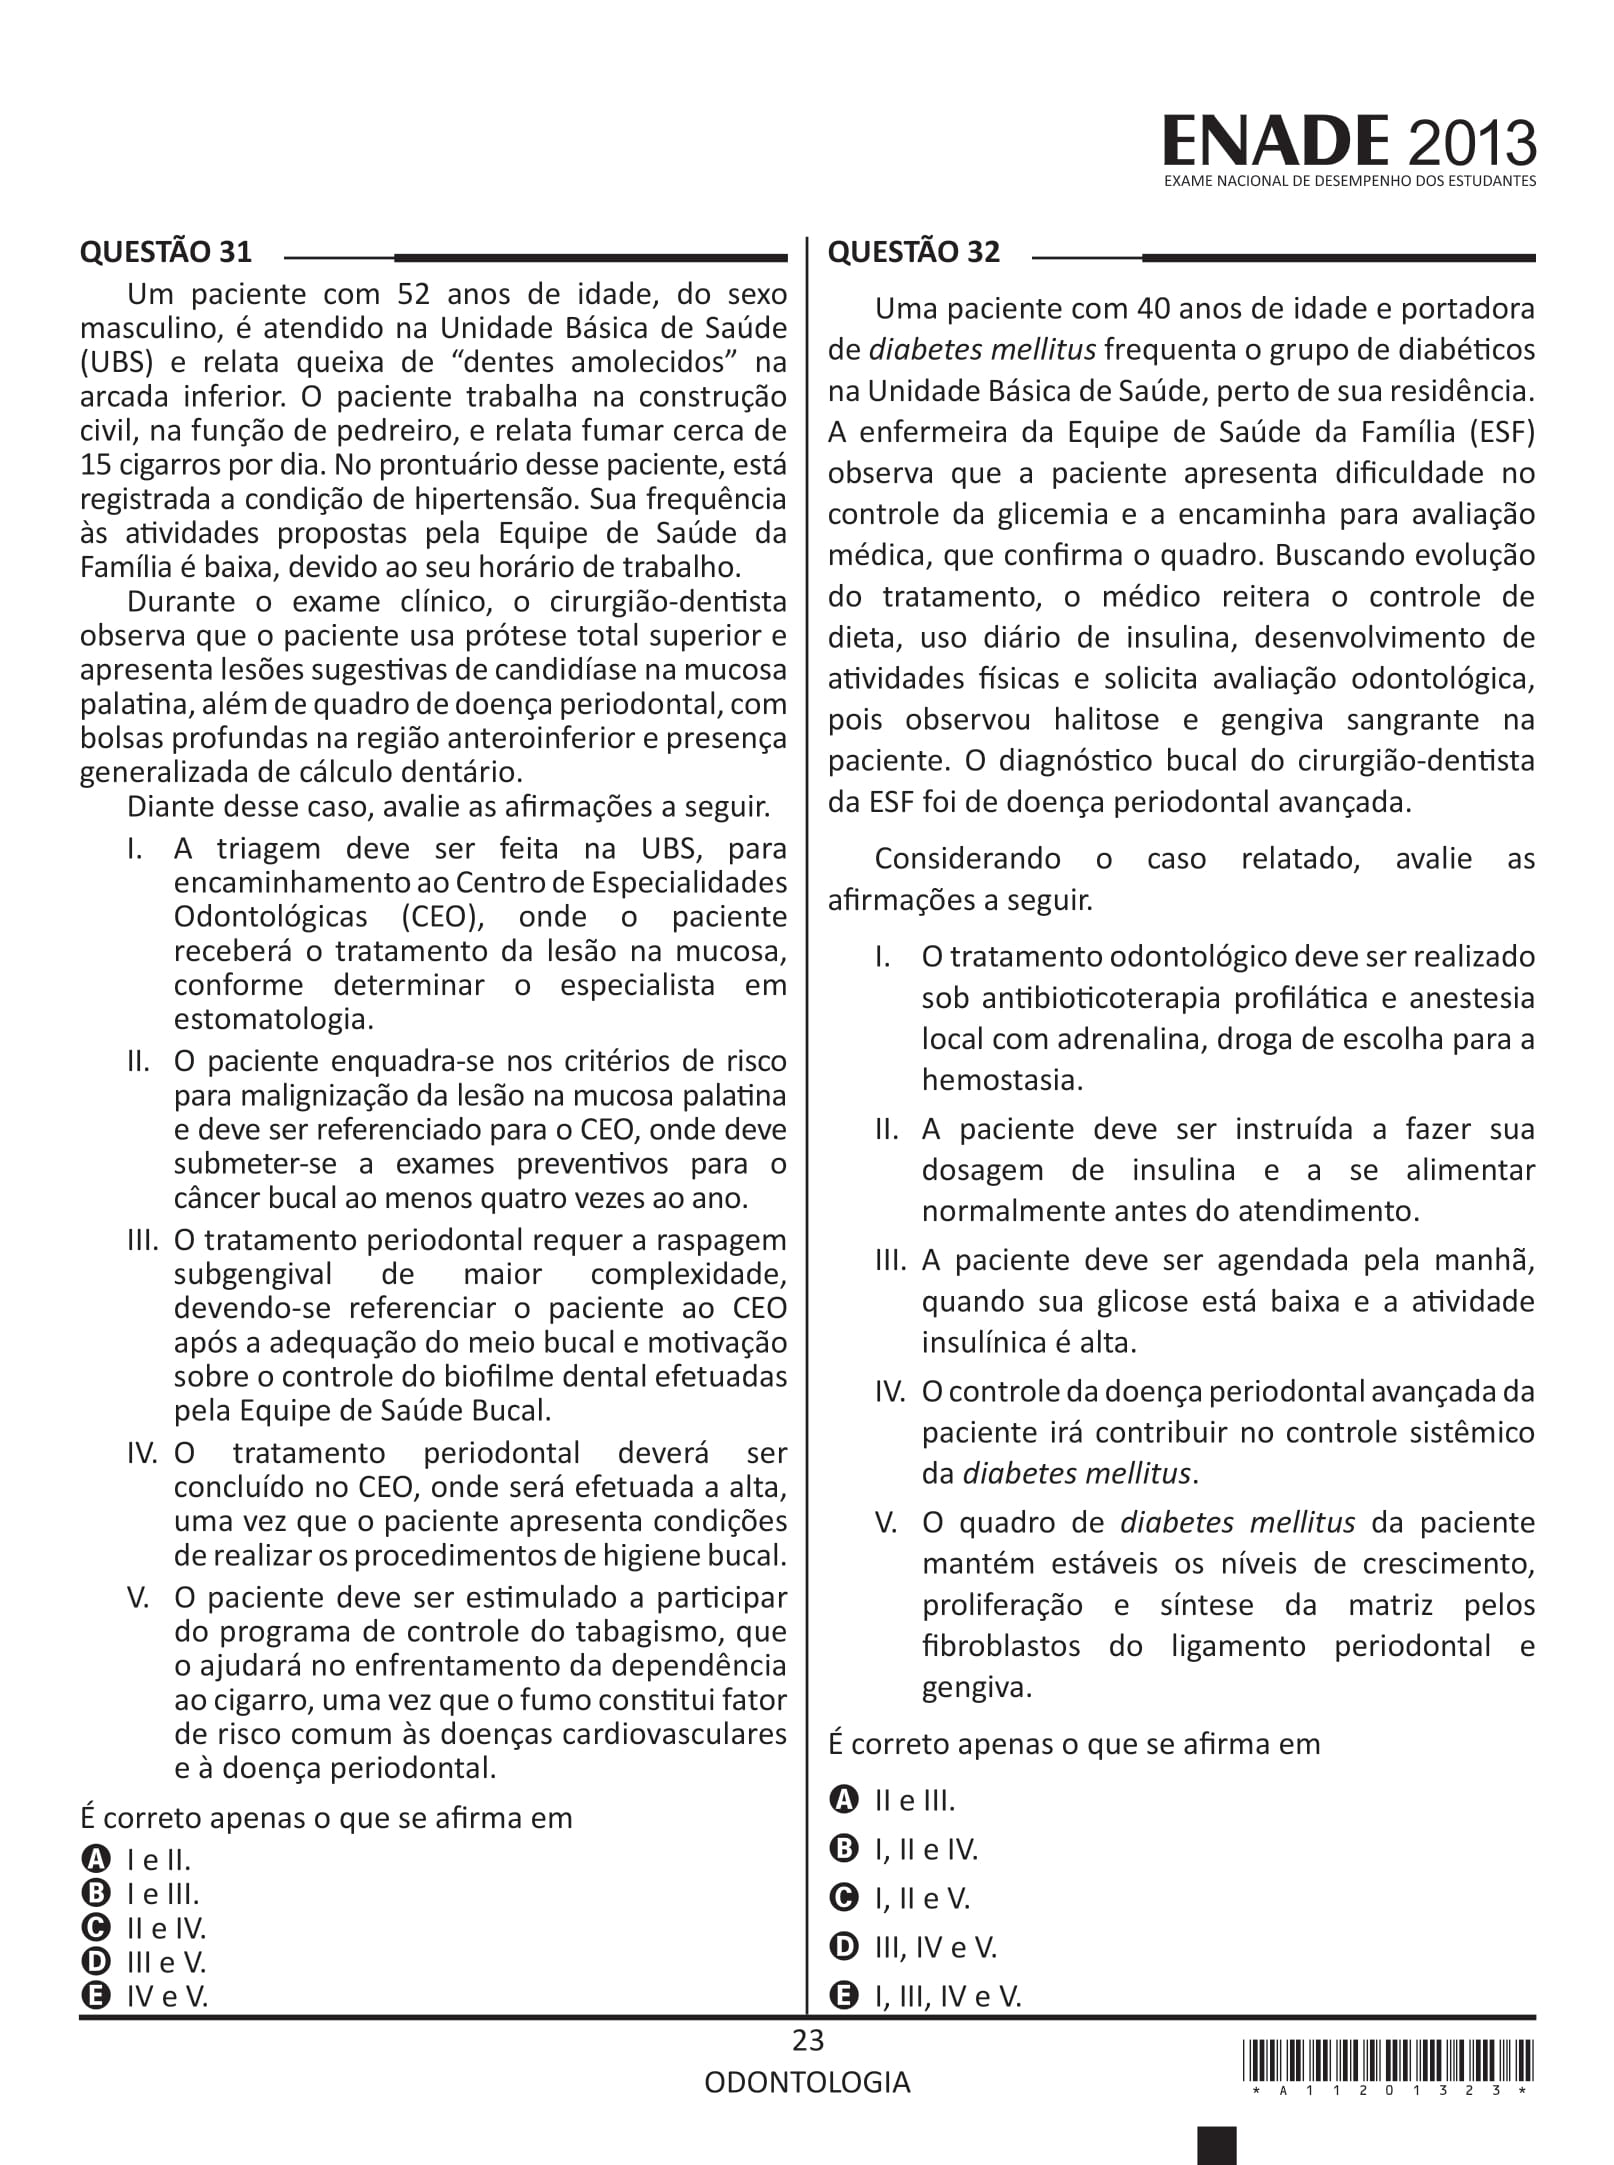 ENADE 2013
EXAME NACIONAL DE DESEMPENHO DOS ESTUDANTES
QUESTÃO 31
Um paciente com 52 anos de idade, do sexo
masculino, é atendido na Unidade Básica de Saúde
(UBS) e relata queixa de “dentes amolecidos” na
arcada inferior. O paciente trabalha na construção
civil, na função de pedreiro, e relata fumar cerca de
15 cigarros por dia. No prontuário desse paciente, está
registrada a condição de hipertensão. Sua frequência
às atividades propostas pela Equipe de Saúde da
Família é baixa, devido ao seu horário de trabalho.
Durante o exame clínico, o cirurgião-dentista
observa que o paciente usa prótese total superior e
apresenta lesões sugestivas de candidíase na mucosa
palatina, além de quadro de doença periodontal, com
bolsas profundas na região anteroinferior e presença
generalizada de cálculo dentário.
Diante desse caso, avalie as afirmações a seguir.
I. A triagem deve ser feita na UBS, para
encaminhamento ao Centro de Especialidades
Odontológicas (CEO), onde o paciente
receberá o tratamento da lesão na mucosa,
conforme determinar o especialista em
estomatologia.
II. O paciente enquadra-se nos critérios de risco
para malignização da lesão na mucosa palatina
e deve ser referenciado para o CEO, onde deve
submeter-se a exames preventivos para o
câncer bucal ao menos quatro vezes ao ano.
III. O tratamento periodontal requer a raspagem
subgengival de maior complexidade,
devendo-se referenciar o paciente ao CEO
após a adequação do meio bucal e motivação
sobre o controle do biofilme dental efetuadas
pela Equipe de Saúde Bucal.
IV. O tratamento periodontal deverá ser
concluído no CEO, onde será efetuada a alta,
uma vez que o paciente apresenta condições
de realizar os procedimentos de higiene bucal.
V. O paciente deve ser estimulado a participar
do programa de controle do tabagismo, que
o ajudará no enfrentamento da dependência
ao cigarro, uma vez que o fumo constitui fator
de risco comum às doenças cardiovasculares
e à doença periodontal.
É correto apenas o que se afirma em
A I e II.
B I e III.
C II e IV.
D III e V.
E IV e V.
QUESTÃO 32
Uma paciente com 40 anos de idade e portadora
de diabetes mellitus frequenta o grupo de diabéticos
na Unidade Básica de Saúde, perto de sua residência.
A enfermeira da Equipe de Saúde da Família (ESF)
observa que a paciente apresenta dificuldade no
controle da glicemia e a encaminha para avaliação
médica, que confirma o quadro. Buscando evolução
do tratamento, o médico reitera o controle de
dieta, uso diário de insulina, desenvolvimento de
atividades físicas e solicita avaliação odontológica,
pois observou halitose e gengiva sangrante na
paciente. O diagnóstico bucal do cirurgião-dentista
da ESF foi de doença periodontal avançada.
Considerando o caso relatado, avalie as
afirmações a seguir.
I. O tratamento odontológico deve ser realizado
sob antibioticoterapia profilática e anestesia
local com adrenalina, droga de escolha para a
hemostasia.
II. A paciente deve ser instruída a fazer sua
dosagem de insulina e a se alimentar
normalmente antes do atendimento.
III. A paciente deve ser agendada pela manhã,
quando sua glicose está baixa e a atividade
insulínica é alta.
IV. O controle da doença periodontal avançada da
paciente irá contribuir no controle sistêmico
da diabetes mellitus.
V. O quadro de diabetes mellitus da paciente
mantém estáveis os níveis de crescimento,
proliferação e síntese da matriz pelos
fibroblastos do ligamento periodontal e
gengiva.
É correto apenas o que se afirma em
A II e III.
B I, II e IV.
C I, II e V.
D III, IV e V.
E I, III, IV e V.
23
ODONTOLOGIA
* A 1 1 2 0 1 3 2 3 *